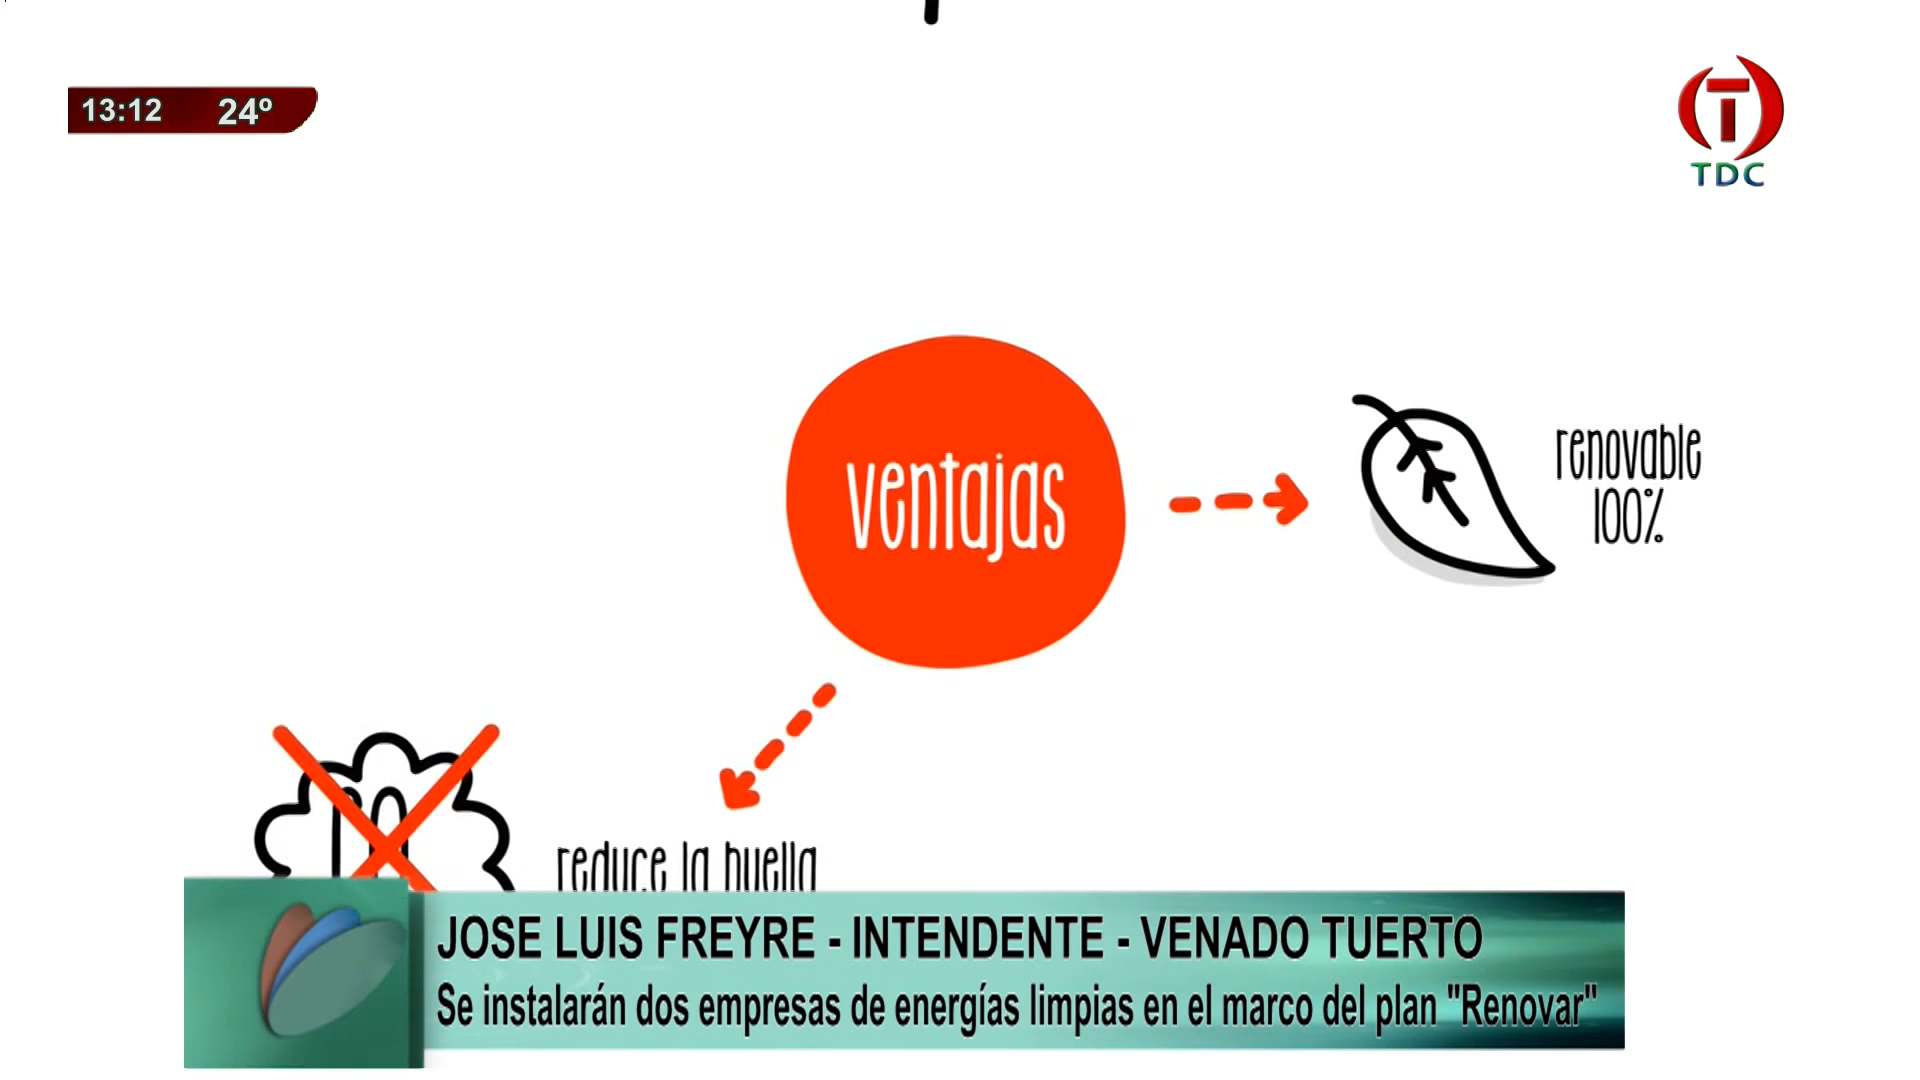 13:12 24º
T
TDC
ventajas
renovable
100%
reduce la huella
JOSE LUIS FREYRE - INTENDENTE - VENADO TUERTO
Se instalarán dos empresas de energías limpias en el marco del plan "Renovar"